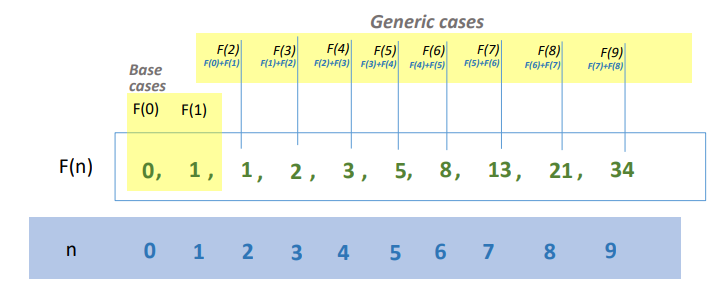 Generic cases
F(2) F(3) F(4) F(5) F(6) F(7) F(8) F(9)
F(0)+F(1) F(1)+F(2) F(2)+F(3) F(3)+F(4) F(4)+F(5) F(5)+F(6) F(6)+F(7) F(7)+F(8)
Base
cases
F(0) F(1)
F(n) 0, 1, 1, 2, 3, 5, 8, 13, 21, 34
n 0 1 2 3 4 5 6 7 8 9